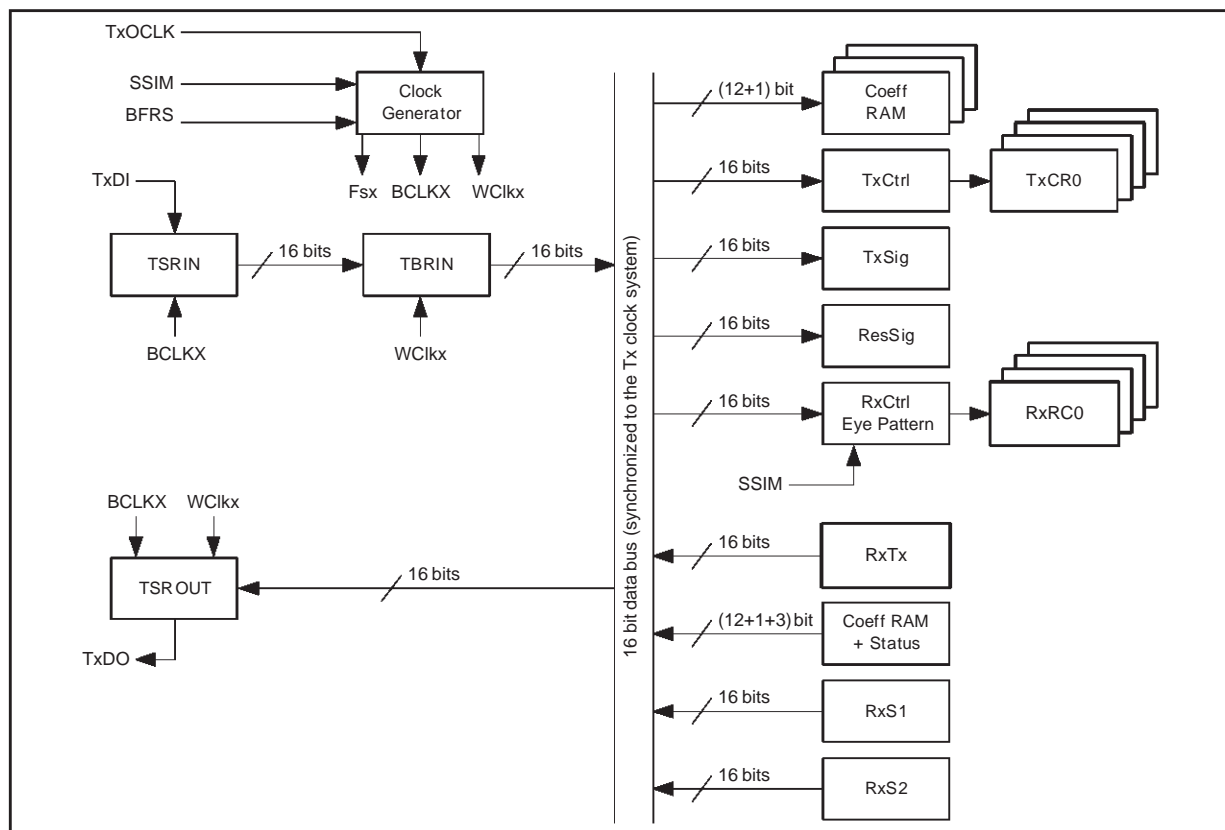 TxOCLK
SSIM
BFRS
Clock
Generator
Fsx
BCLKX
WClkx
TxDI
TSRIN
16 bits
TBRIN
16 bits
BCLKX
WClkx
BCLKX
WClkx
TSROUT
16 bits
TxDO
16 bit data bus (synchronized to the Tx clock system)
(12+1) bit
Coeff
RAM
16 bits
TxCtrl
TxCR0
16 bits
TxSig
16 bits
ResSig
16 bits
RxCtrl
Eye Pattern
RxRC0
SSIM
16 bits
RxTx
(12+1+3) bit
Coeff RAM
+ Status
16 bits
RxS1
16 bits
RxS2